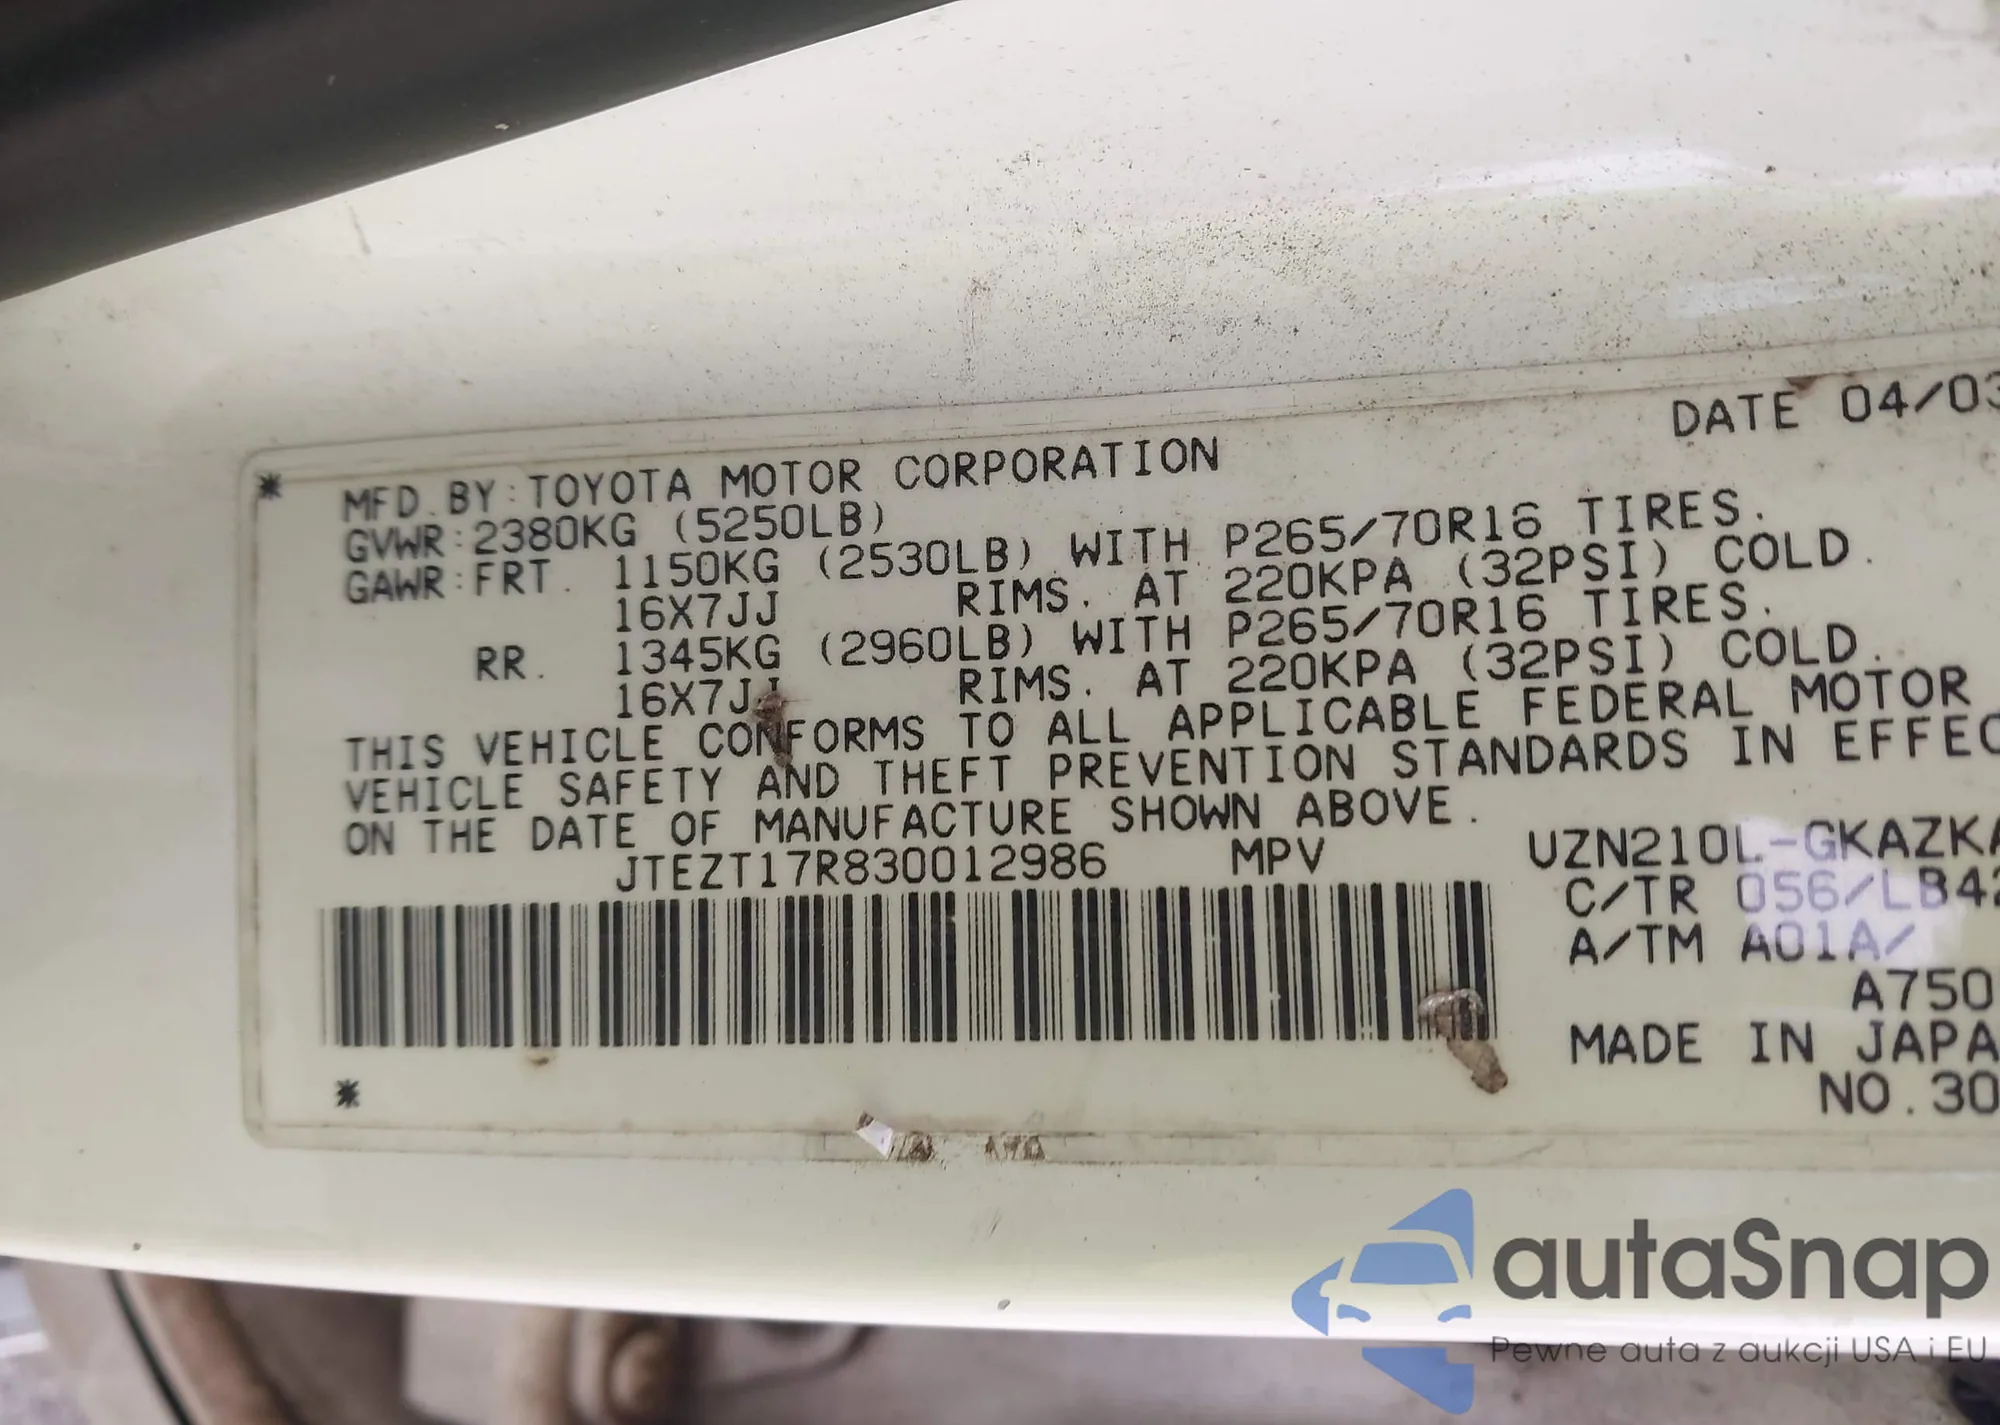 DATE 04/03
* MFD.BY:TOYOTA MOTOR CORPORATION
GVWR:2380KG (5250LB)
GAWR:FRT. 1150KG (2530LB) WITH P265/70R16 TIRES.
16X7JJ RIMS. AT 220KPA (32PSI) COLD.
RR. 1345KG (2960LB) WITH P265/70R16 TIRES.
16X7JJ RIMS. AT 220KPA (32PSI) COLD.
THIS VEHICLE CONFORMS TO ALL APPLICABLE FEDERAL MOTOR
VEHICLE SAFETY AND THEFT PREVENTION STANDARDS IN EFFEC
ON THE DATE OF MANUFACTURE SHOWN ABOVE.
JTEZT17R830012986 MPV UZN210L-GKAZKA
C/TR 056/LB42
A/TM A01A/
A750
MADE IN JAPA
NO.30
*
autaSnap
Pewne auta z aukcji USA i EU